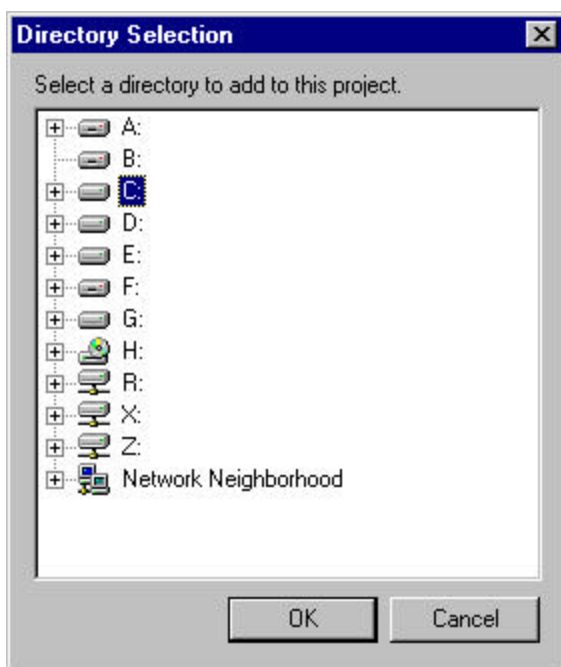 Directory Selection
Select a directory to add to this project.
A:
B:
C:
D:
E:
F:
G:
H:
R:
X:
Z:
Network Neighborhood
OK
Cancel